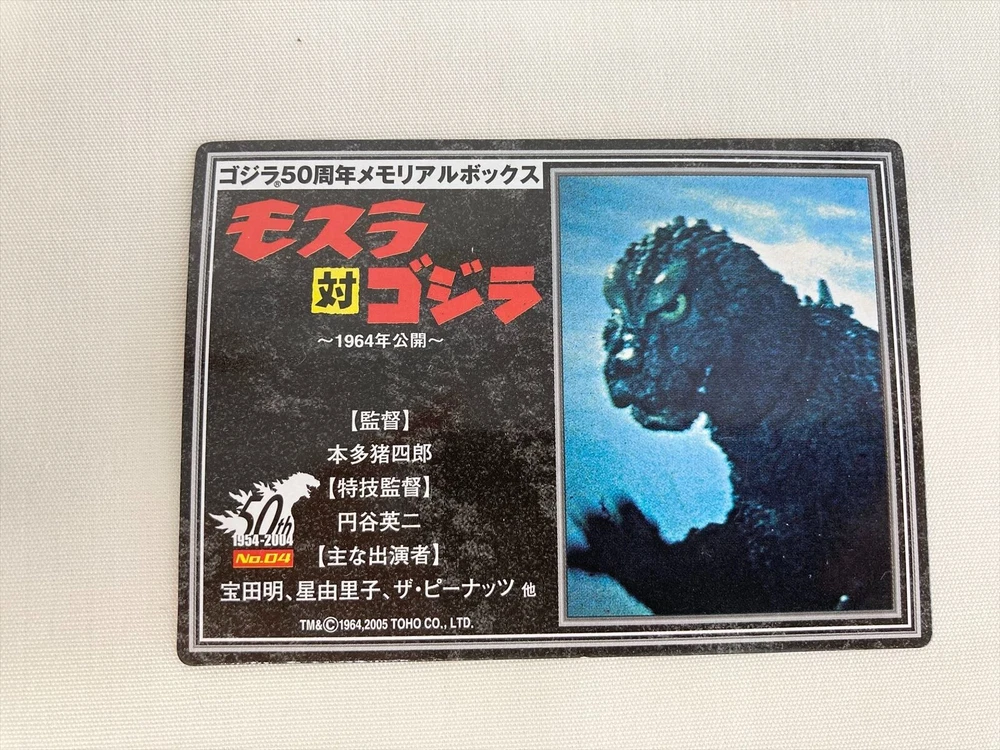 ゴジラ®50周年メモリアルボックス
モスラ
対ゴジラ
～1964年公開～
【監督】
本多猪四郎
【特技監督】
円谷英二
【主な出演者】
宝田明、星由里子、ザ・ピーナッツ 他
50th
1954-2004
No.04
TM&©1964,2005 TOHO CO., LTD.